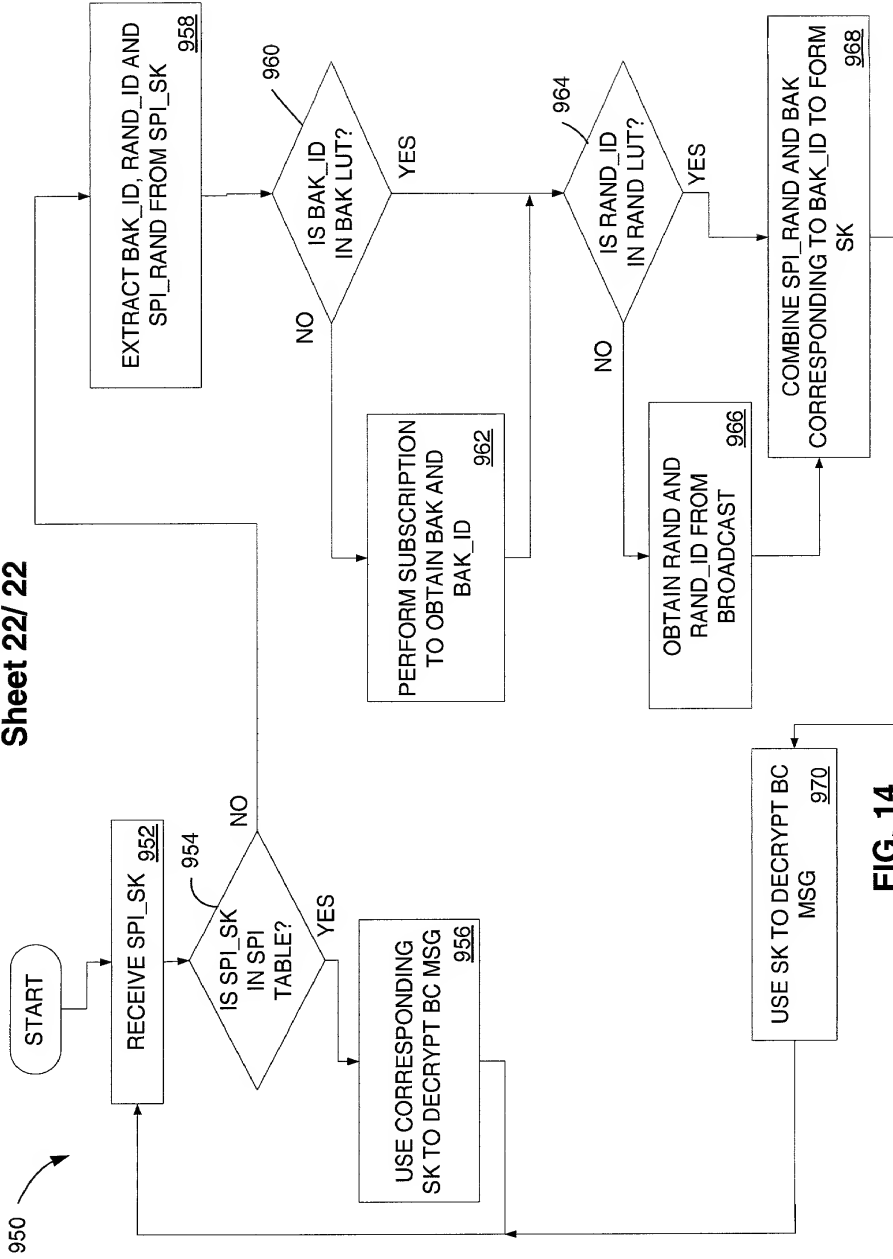 Sheet 22/ 22
950
START
RECEIVE SPI_SK
952
954
IS SPI_SK
IN SPI
TABLE?
NO
YES
USE CORRESPONDING
SK TO DECRYPT BC MSG
956
EXTRACT BAK_ID, RAND_ID AND
SPI_RAND FROM SPI_SK
958
960
IS BAK_ID
IN BAK LUT?
NO
YES
PERFORM SUBSCRIPTION
TO OBTAIN BAK AND
BAK_ID
962
964
IS RAND_ID
IN RAND LUT?
NO
YES
OBTAIN RAND AND
RAND_ID FROM
BROADCAST
966
COMBINE SPI_RAND AND BAK
CORRESPONDING TO BAK_ID TO FORM
SK
968
USE SK TO DECRYPT BC
MSG
970
FIG. 14